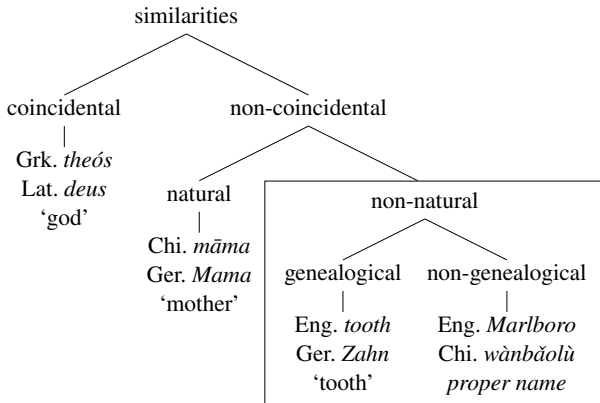 similarities
coincidental non-coincidental
Grk. theós
Lat. deus
‘god’
natural non-natural
Chi. māma
Ger. Mama
‘mother’
genealogical non-genealogical
Eng. tooth
Ger. Zahn
‘tooth’
Eng. Marlboro
Chi. wànbǎolù
proper name